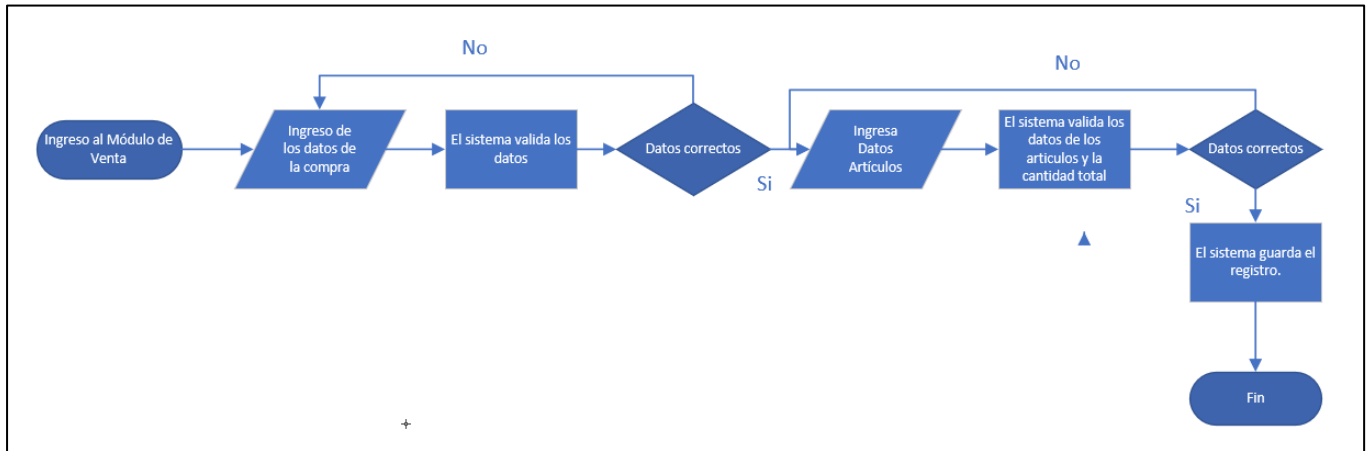 No
No
Ingreso al Módulo de
Venta
Ingreso de
los datos de
la compra
El sistema valida los
datos
Datos correctos
Si
Ingresa
Datos
Artículos
El sistema valida los
datos de los
articulos y la
cantidad total
Datos correctos
Si
El sistema guarda el
registro.
Fin